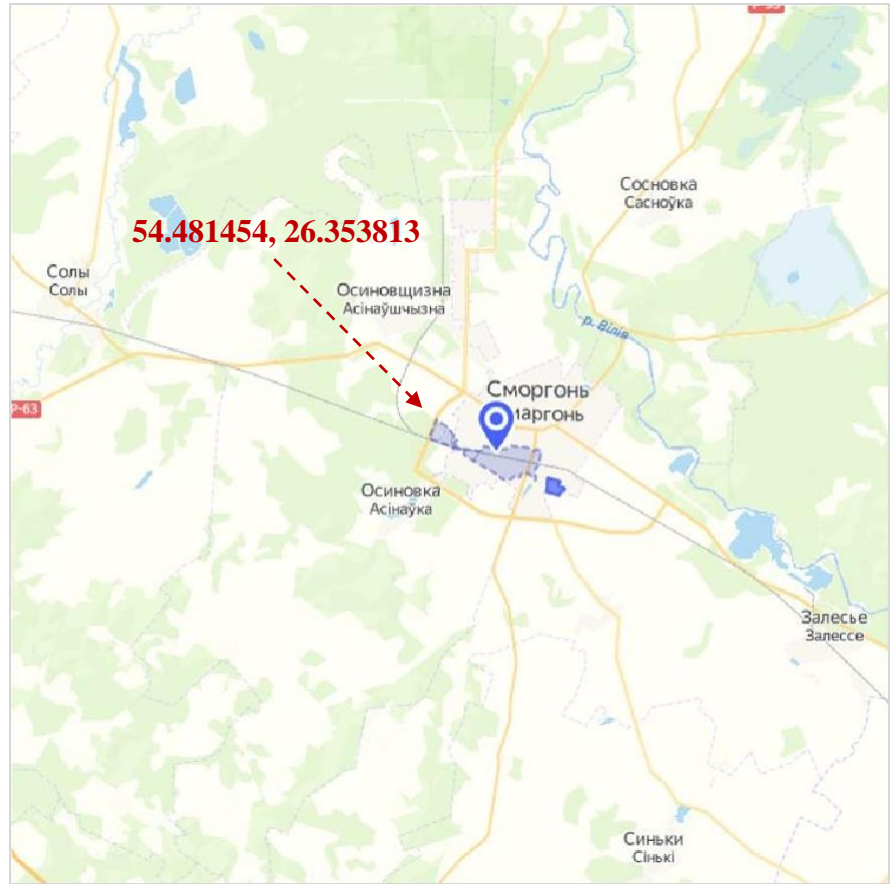 Сосновка
Сасноўка
54.481454, 26.353813
Солы
Солы
Осиновщизна
Асінаўшчызна
р. Вілія
Сморгонь
маргонь
Р-63
Осиновка
Асінаўка
Залесье
Залессе
Синьки
Сінькі